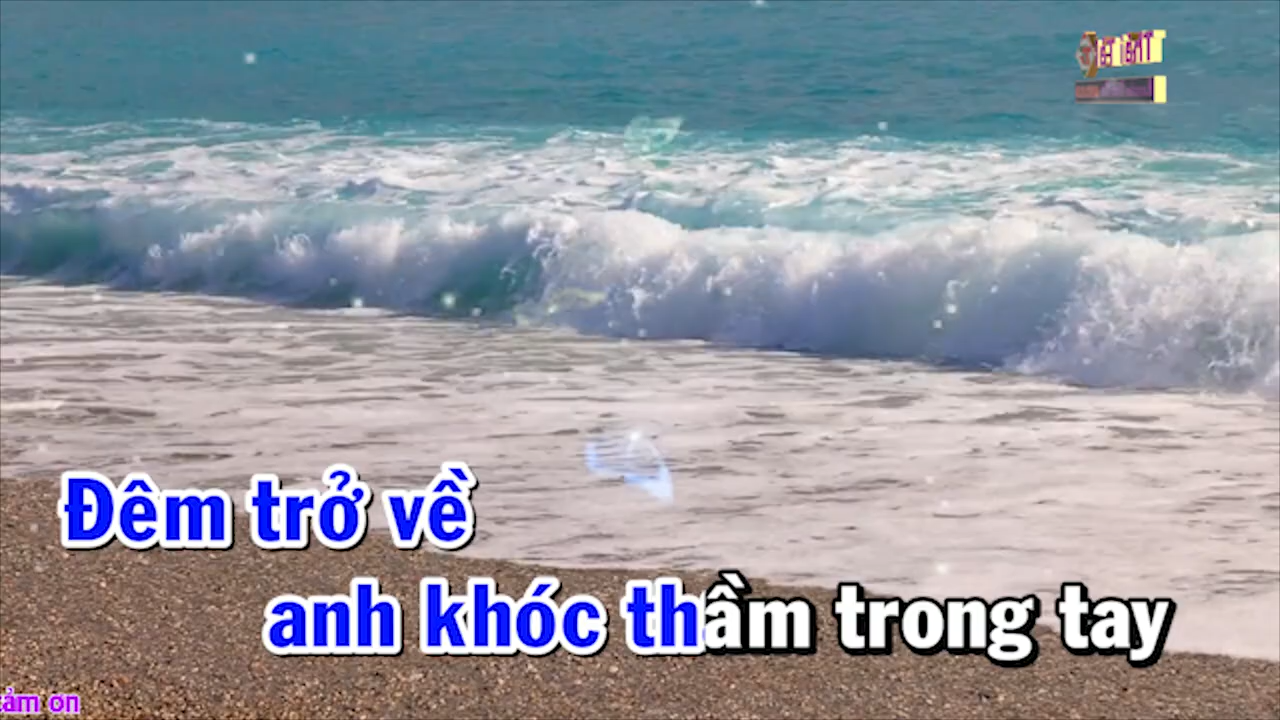 Đêm trở về
anh khóc thầm trong tay
cảm ơn